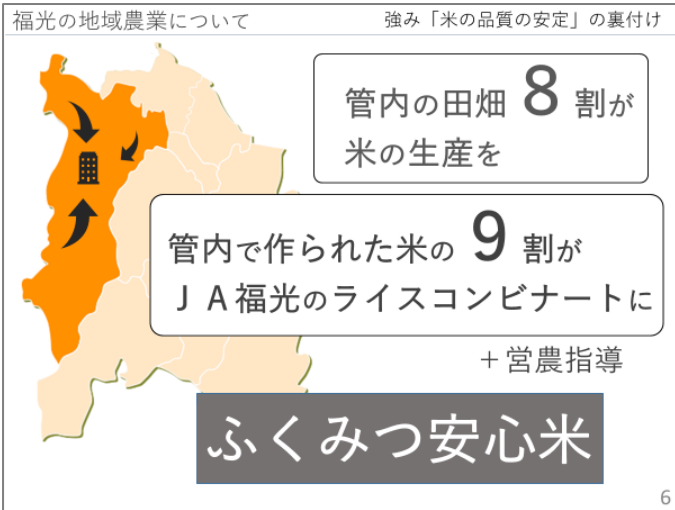 福光の地域農業について
強み「米の品質の安定」の裏付け
管内の田畑 8 割が
米の生産を
管内で作られた米の 9 割が
ＪＡ福光のライスコンビナートに
＋営農指導
ふくみつ安心米
6